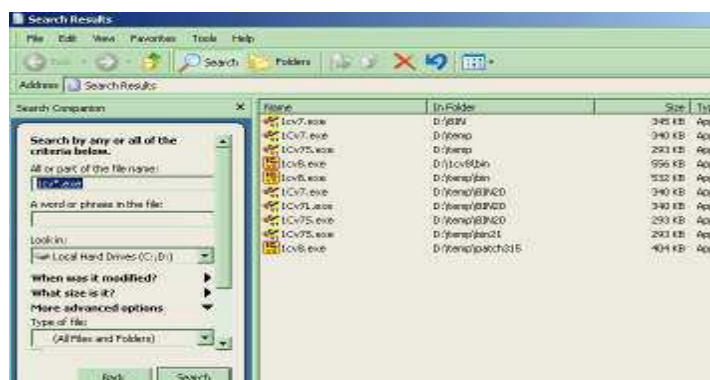 Search Results
File Edit View Favorites Tools Help
Search Folders
Address Search Results
Search Companion
Search by any or all of the
criteria below.
All or part of the file name:
1cv*.exe
A word or phrase in the file:
Look in:
Local Hard Drives (C:;D:)
When was it modified?
What size is it?
More advanced options
Type of file:
(All Files and Folders)
Back Search
Name In Folder Size
1cv7.exe D:\BIN 345 KB
1Cv7.exe D:\temp 340 KB
1Cv75.exe D:\temp 293 KB
1cv8.exe D:\1cv8\bin 556 KB
1cv8.exe D:\temp\bin 532 KB
1Cv7.exe D:\temp\BIN20 340 KB
1Cv7L.exe D:\temp\BIN20 340 KB
1Cv75.exe D:\temp\BIN20 293 KB
1Cv75.exe D:\temp\bin21 293 KB
1cv8.exe D:\temp\patch315 404 KB